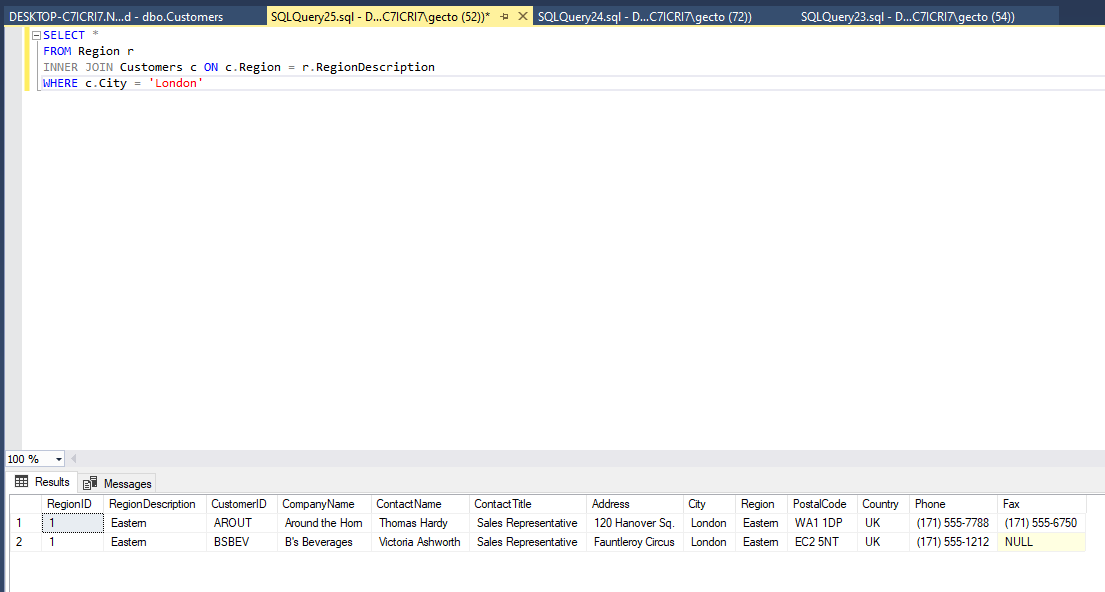 DESKTOP-C7ICRI7.N...d - dbo.Customers SQLQuery25.sql - D...C7ICRI7\gecto (52))* SQLQuery24.sql - D...C7ICRI7\gecto (72)) SQLQuery23.sql - D...C7ICRI7\gecto (54))
SELECT *
FROM Region r
INNER JOIN Customers c ON c.Region = r.RegionDescription
WHERE c.City = 'London'
100 %
Results Messages
RegionID RegionDescription CustomerID CompanyName ContactName ContactTitle Address City Region PostalCode Country Phone Fax
1 1 Eastern AROUT Around the Horn Thomas Hardy Sales Representative 120 Hanover Sq. London Eastern WA1 1DP UK (171) 555-7788 (171) 555-6750
2 1 Eastern BSBEV B's Beverages Victoria Ashworth Sales Representative Fauntleroy Circus London Eastern EC2 5NT UK (171) 555-1212 NULL